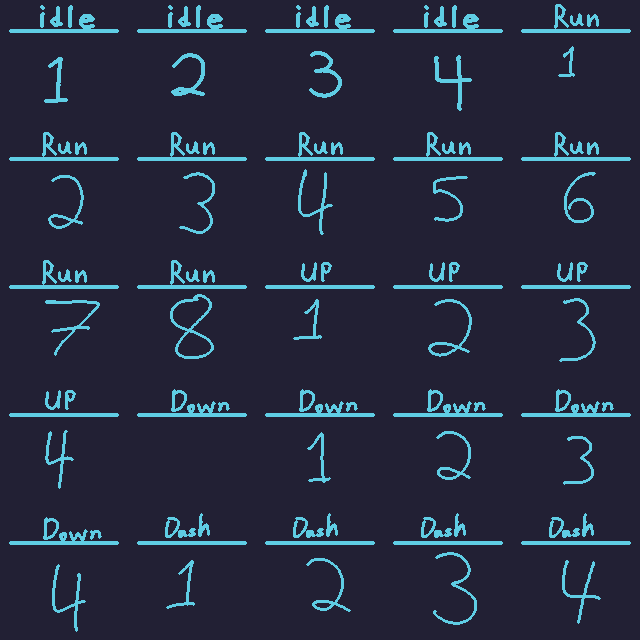 idle idle idle idle Run
1 2 3 4 1
Run Run Run Run Run
2 3 4 5 6
Run Run UP UP UP
7 8 1 2 3
UP Down Down Down Down
4 1 2 3
Down Dash Dash Dash Dash
4 1 2 3 4